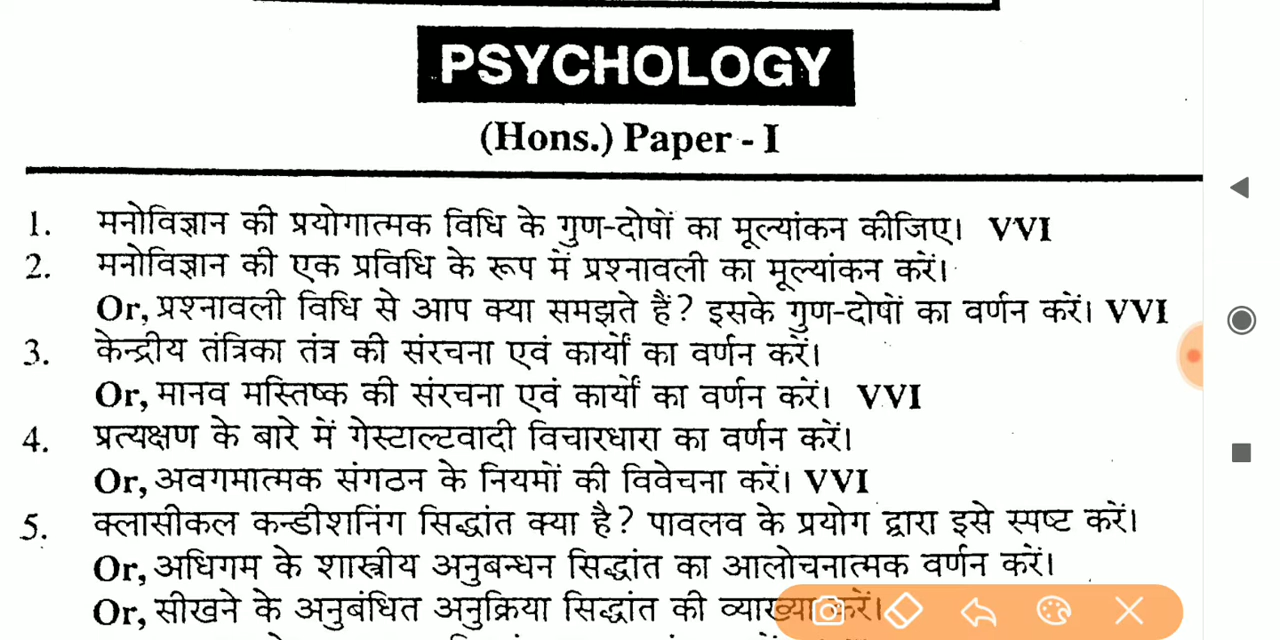 PSYCHOLOGY
(Hons.) Paper - I
1. मनोविज्ञान की प्रयोगात्मक विधि के गुण-दोषों का मूल्यांकन कीजिए। VVI
2. मनोविज्ञान की एक प्रविधि के रूप में प्रश्नावली का मूल्यांकन करें।
Or, प्रश्नावली विधि से आप क्या समझते हैं? इसके गुण-दोषों का वर्णन करें। VVI
3. केन्द्रीय तंत्रिका तंत्र की संरचना एवं कार्यों का वर्णन करें।
Or, मानव मस्तिष्क की संरचना एवं कार्यों का वर्णन करें। VVI
4. प्रत्यक्षण के बारे में गेस्टाल्टवादी विचारधारा का वर्णन करें।
Or, अवगमात्मक संगठन के नियमों की विवेचना करें। VVI
5. क्लासीकल कन्डीशनिंग सिद्धांत क्या है? पावलव के प्रयोग द्वारा इसे स्पष्ट करें।
Or, अधिगम के शास्त्रीय अनुबन्धन सिद्धांत का आलोचनात्मक वर्णन करें।
Or, सीखने के अनुबंधित अनुक्रिया सिद्धांत की व्याख्या करें।